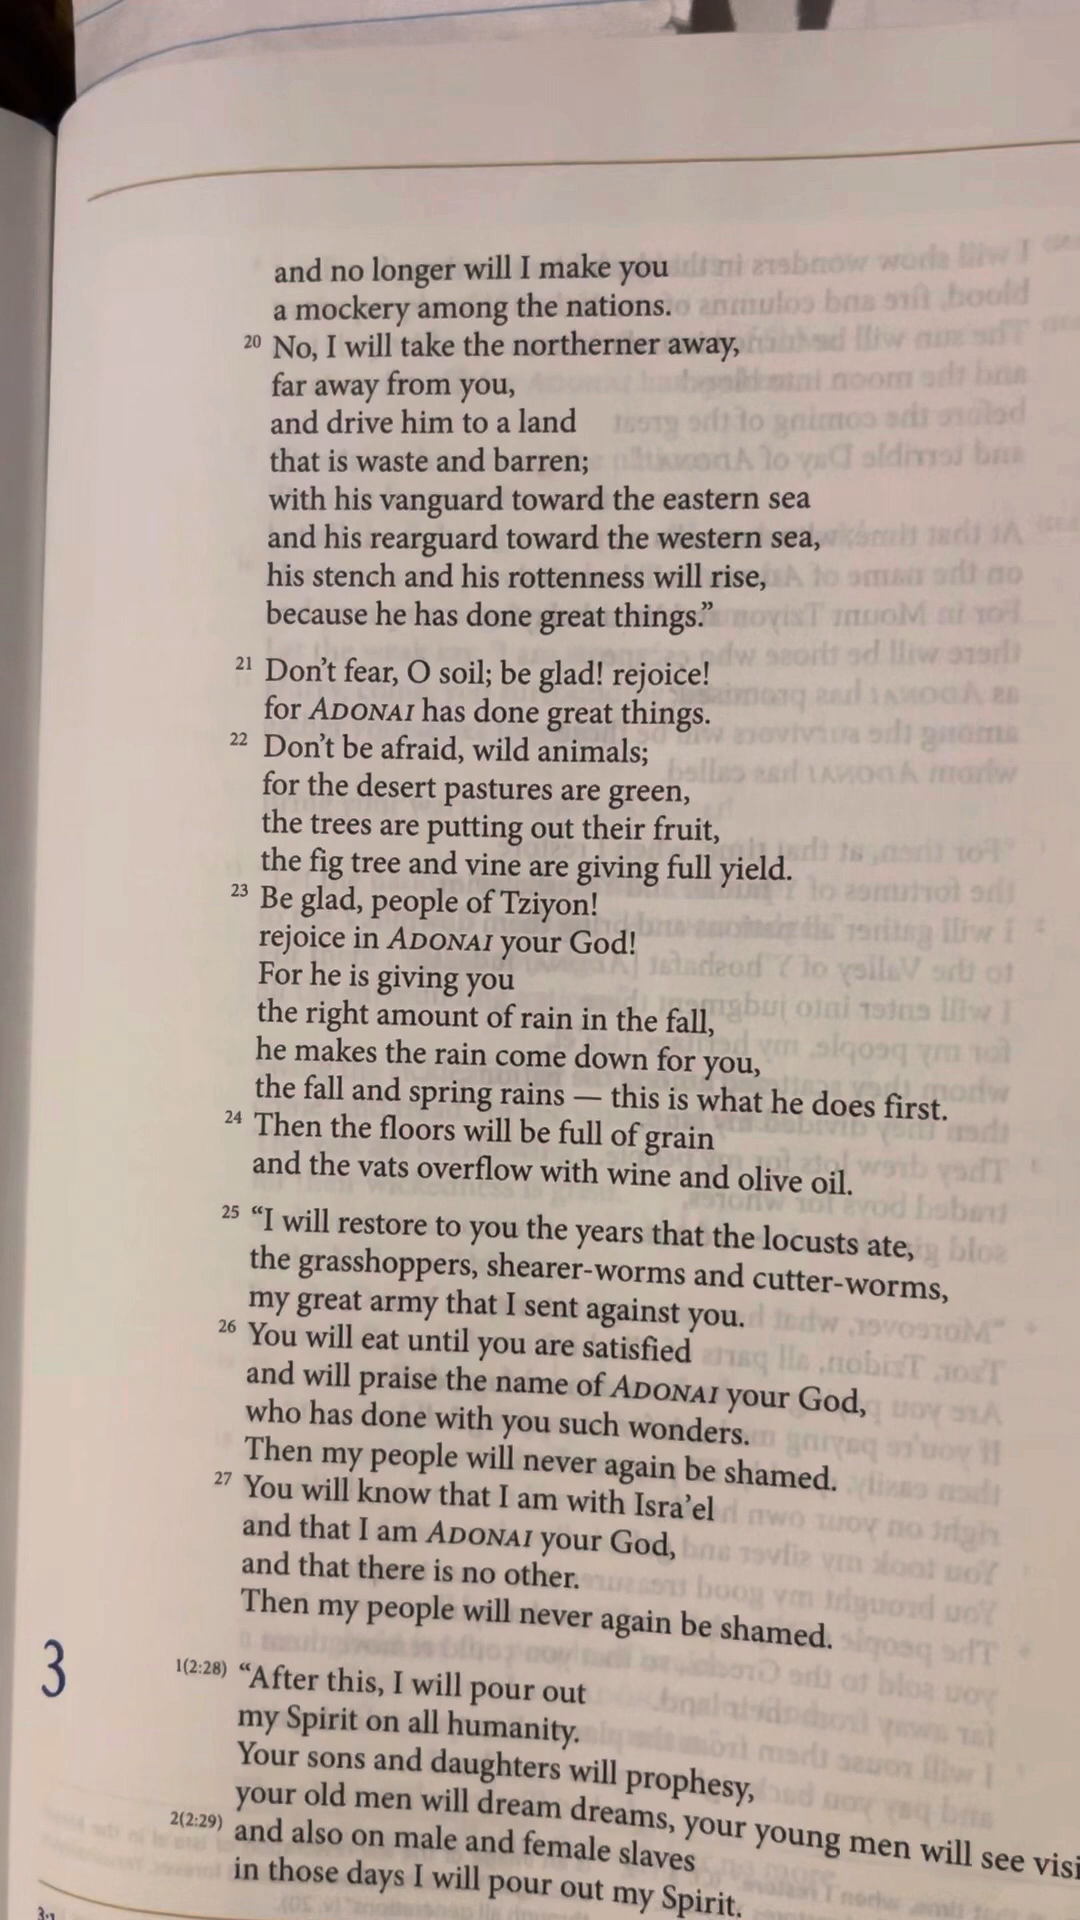 and no longer will I make you
a mockery among the nations.
20 No, I will take the northerner away,
far away from you,
and drive him to a land
that is waste and barren;
with his vanguard toward the eastern sea
and his rearguard toward the western sea,
his stench and his rottenness will rise,
because he has done great things.”
21 Don’t fear, O soil; be glad! rejoice!
for ADONAI has done great things.
22 Don’t be afraid, wild animals;
for the desert pastures are green,
the trees are putting out their fruit,
the fig tree and vine are giving full yield.
23 Be glad, people of Tziyon!
rejoice in ADONAI your God!
For he is giving you
the right amount of rain in the fall,
he makes the rain come down for you,
the fall and spring rains — this is what he does first.
24 Then the floors will be full of grain
and the vats overflow with wine and olive oil.
25 “I will restore to you the years that the locusts ate,
the grasshoppers, shearer-worms and cutter-worms,
my great army that I sent against you.
26 You will eat until you are satisfied
and will praise the name of ADONAI your God,
who has done with you such wonders.
Then my people will never again be shamed.
27 You will know that I am with Isra’el
and that I am ADONAI your God,
and that there is no other.
Then my people will never again be shamed.
3 1(2:28) “After this, I will pour out
my Spirit on all humanity.
Your sons and daughters will prophesy,
your old men will dream dreams, your young men will see visi
2(2:29) and also on male and female slaves
in those days I will pour out my Spirit.